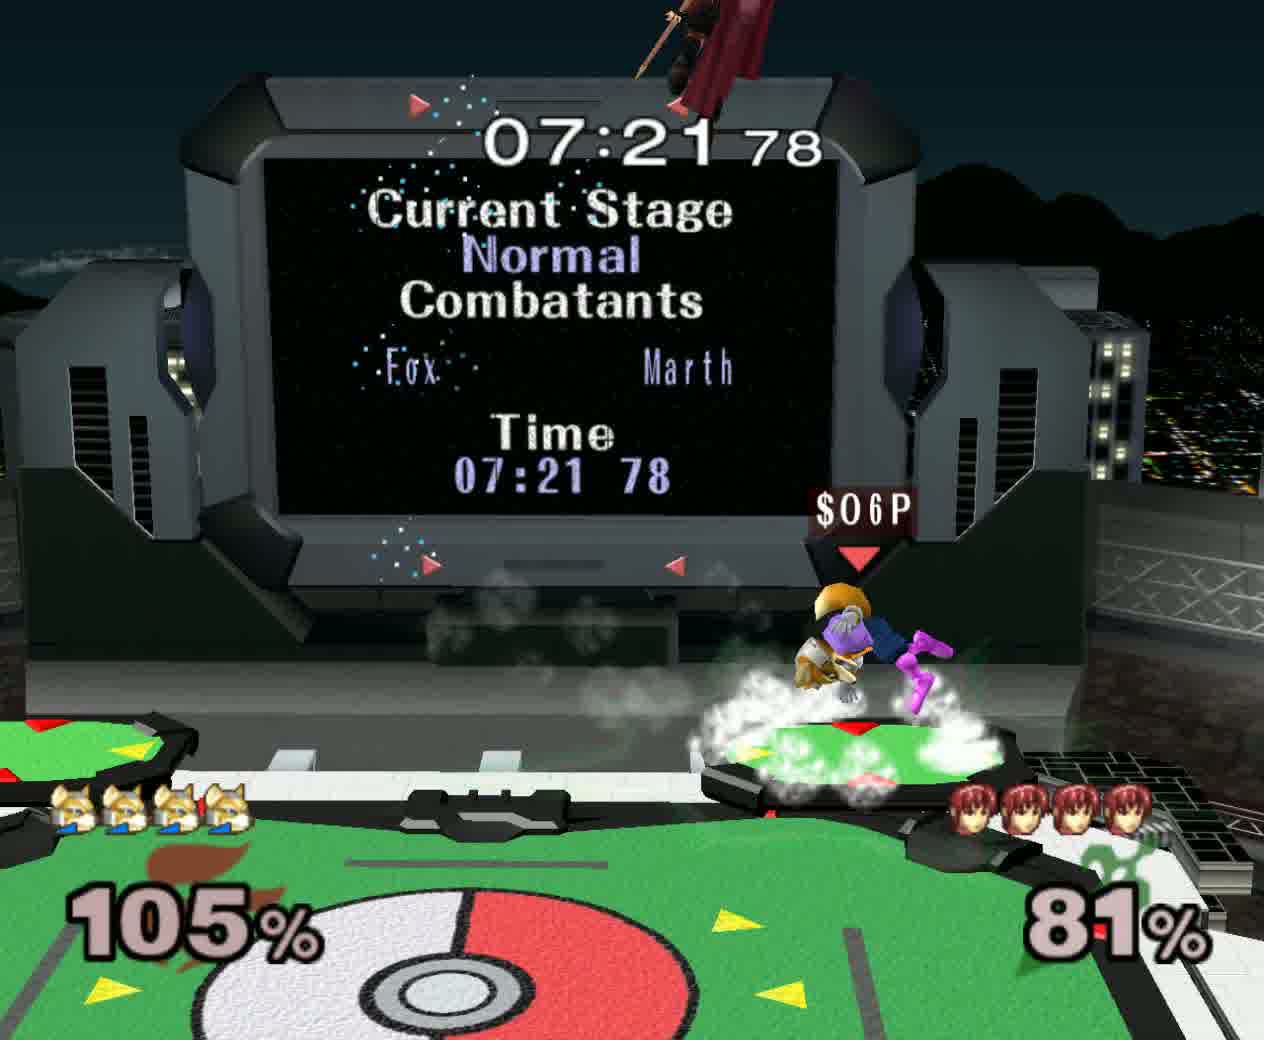 07:21 78
Current Stage
Normal
Combatants
Fox Marth
Time
07:21 78
$06P
105% 81%